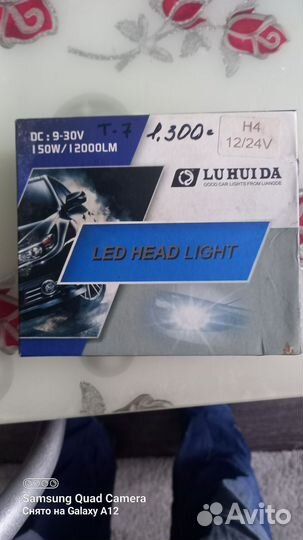 DC : 9-30V
150W/12000LM
T-7
1.300=
H4
12/24V
LUHUIDA
GOOD CAR LIGHTS FROM LIANGDE
LED HEAD LIGHT
Samsung Quad Camera
Снято на Galaxy A12
Avito